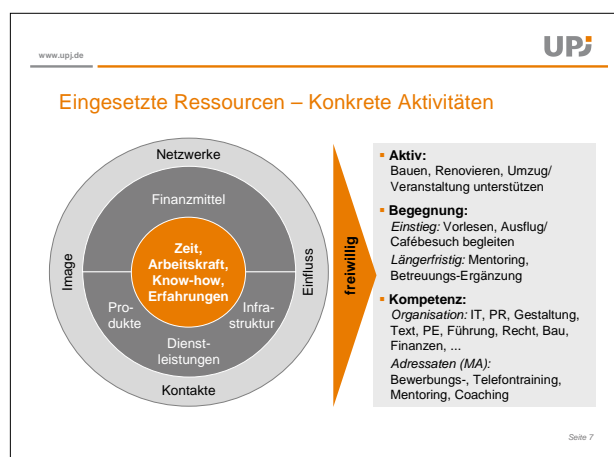 www.upj.de
UPj
Eingesetzte Ressourcen – Konkrete Aktivitäten
Netzwerke
Finanzmittel
Image
Zeit,
Arbeitskraft,
Know-how,
Erfahrungen
Einfluss
Pro-
dukte
Infra-
struktur
Dienst-
leistungen
Kontakte
freiwillig
▪ Aktiv:
Bauen, Renovieren, Umzug/
Veranstaltung unterstützen
▪ Begegnung:
Einstieg: Vorlesen, Ausflug/
Cafébesuch begleiten
Längerfristig: Mentoring,
Betreuungs-Ergänzung
▪ Kompetenz:
Organisation: IT, PR, Gestaltung,
Text, PE, Führung, Recht, Bau,
Finanzen, ...
Adressaten (MA):
Bewerbungs-, Telefontraining,
Mentoring, Coaching
Seite 7